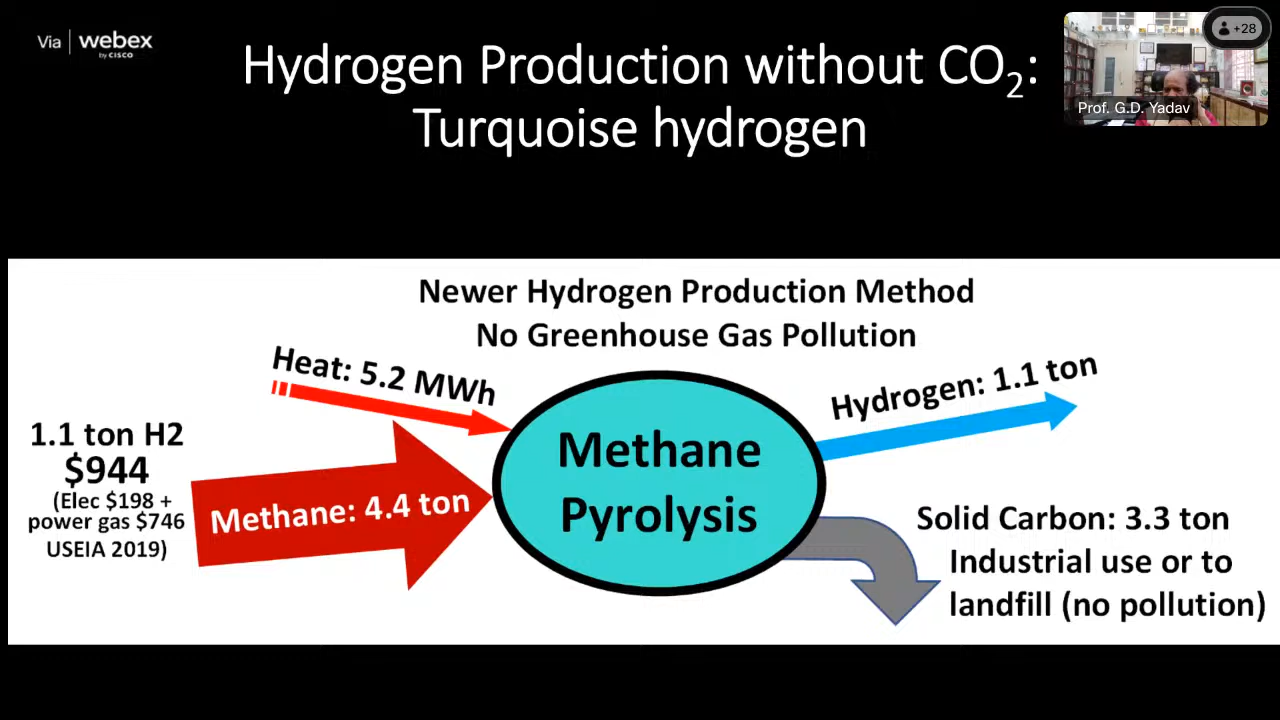 Via | webex
by CISCO
+28
Prof. G.D. Yadav
Hydrogen Production without CO₂:
Turquoise hydrogen
Newer Hydrogen Production Method
No Greenhouse Gas Pollution
Heat: 5.2 MWh
Hydrogen: 1.1 ton
1.1 ton H2
$944
(Elec $198 +
power gas $746
USEIA 2019)
Methane: 4.4 ton
Methane
Pyrolysis
Solid Carbon: 3.3 ton
Industrial use or to
landfill (no pollution)